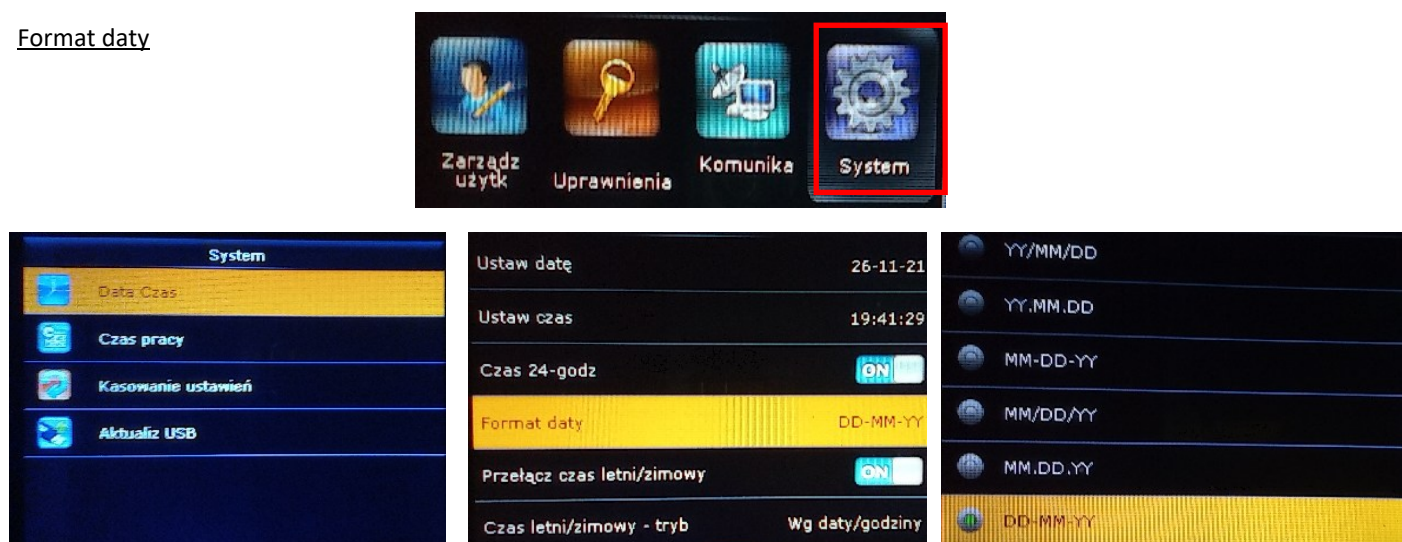 Format daty
Zarządz
użytk
Uprawnienia
Komunika
System
System
Data Czas
Czas pracy
Kasowanie ustawień
Aktualiz USB
Ustaw datę 26-11-21
Ustaw czas 19:41:29
Czas 24-godz ON
Format daty DD-MM-YY
Przełącz czas letni/zimowy ON
Czas letni/zimowy - tryb Wg daty/godziny
YY/MM/DD
YY.MM.DD
MM-DD-YY
MM/DD/YY
MM.DD.YY
DD-MM-YY